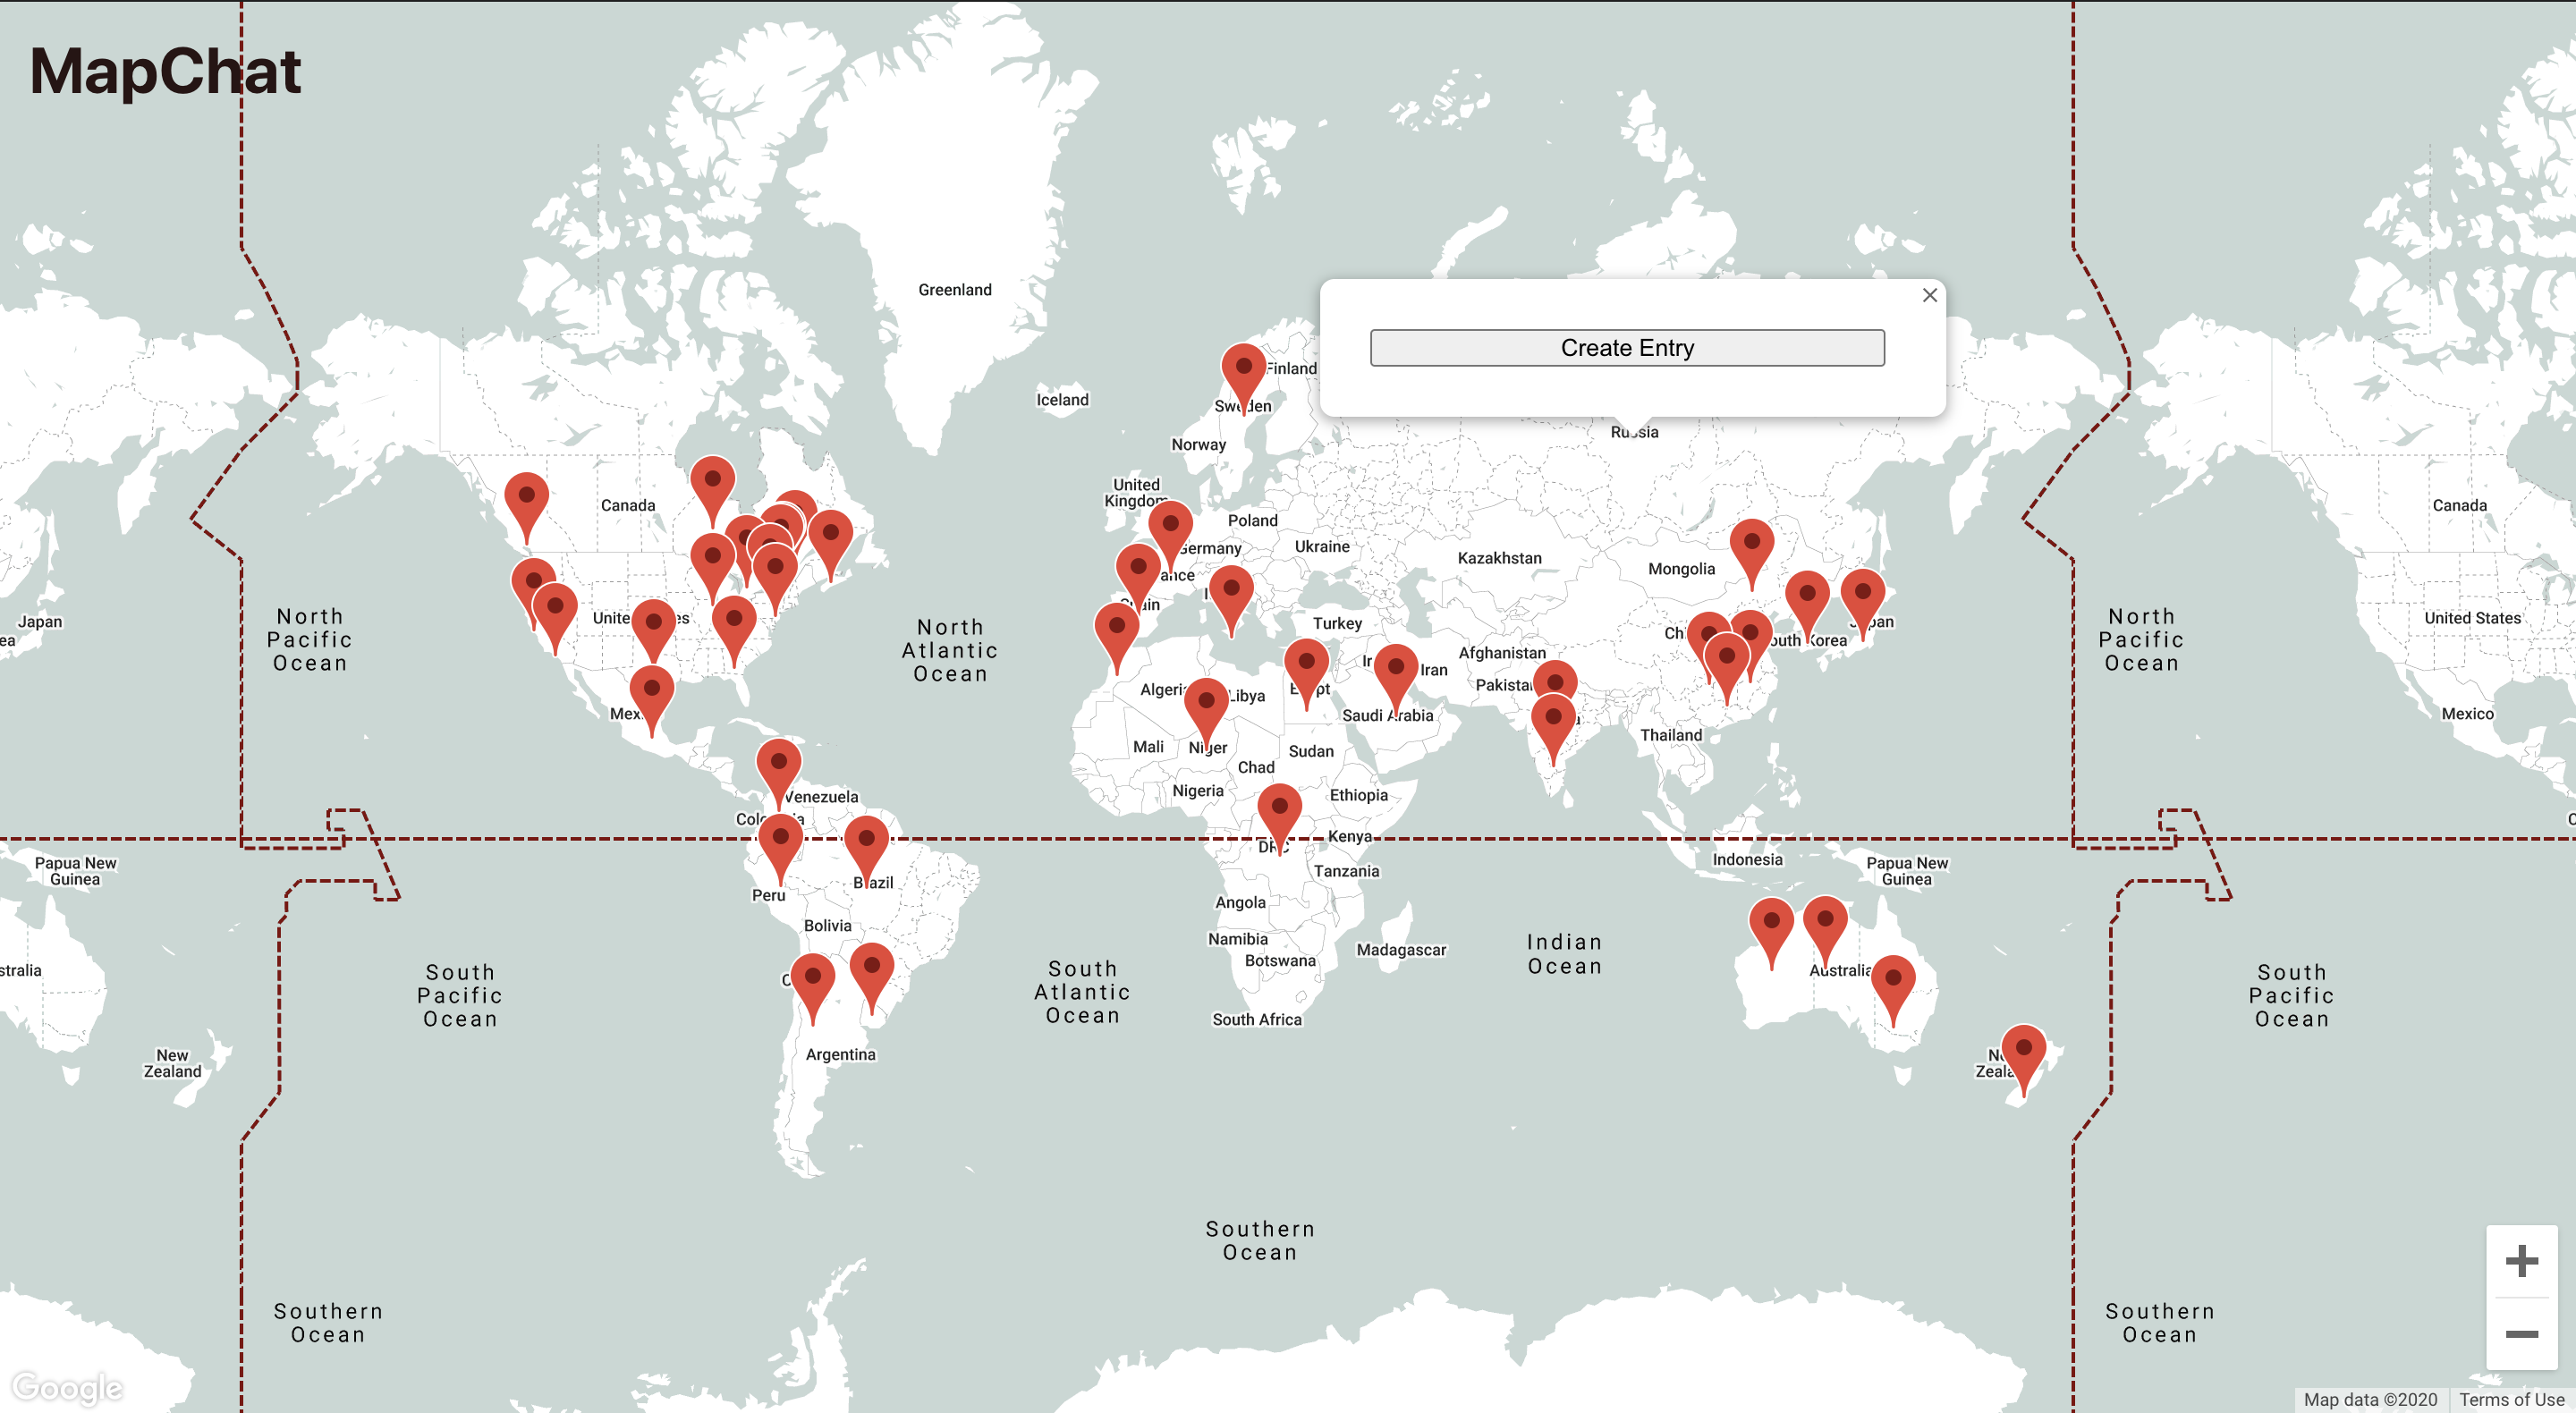 MapChat
Greenland
Create Entry
Finland
Iceland
Sweden
Russia
Norway
United
Kingdom
Canada
Canada
Poland
Germany
Ukraine
Kazakhstan
Mongolia
North
Pacific
Ocean
Japan
North
Atlantic
Ocean
Turkey
South Korea
Japan
North
Pacific
Ocean
United States
United States
Afghanistan
Iran
Pakistan
Algeria
Libya
Egypt
Saudi Arabia
Mexico
Mexico
Thailand
Mali
Niger
Sudan
Chad
Nigeria
Ethiopia
Venezuela
Colombia
Kenya
DRC
Papua New
Guinea
Indonesia
Papua New
Guinea
Tanzania
Brazil
Peru
Angola
Bolivia
Namibia
Botswana
Madagascar
Indian
Ocean
stralia
Australia
South
Pacific
Ocean
South
Atlantic
Ocean
South
Pacific
Ocean
South Africa
New
Zealand
Argentina
New
Zealand
Southern
Ocean
Southern
Ocean
Southern
Ocean
Google
Map data ©2020
Terms of Use